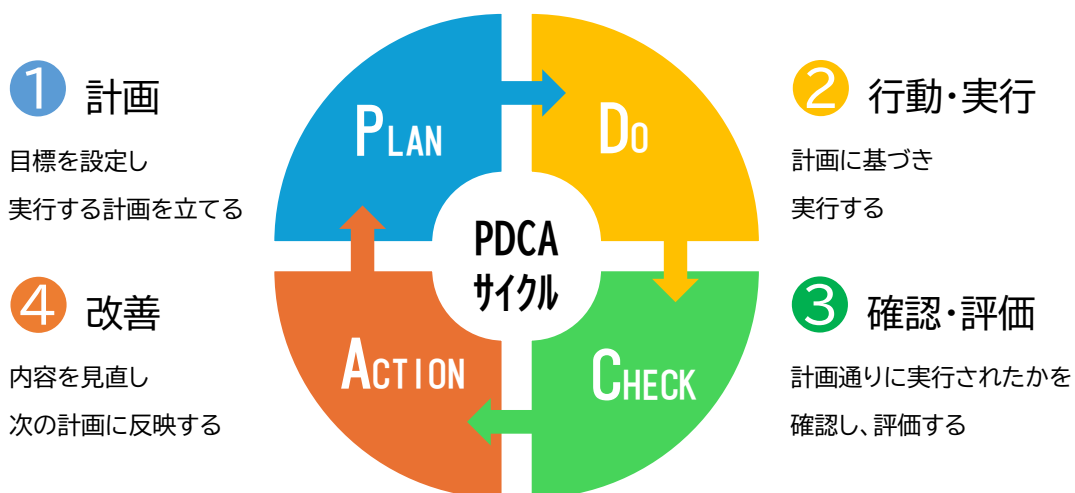 1 計画
目標を設定し
実行する計画を立てる
PLAN
DO
2 行動・実行
計画に基づき
実行する
PDCA
サイクル
4 改善
内容を見直し
次の計画に反映する
ACTION
CHECK
3 確認・評価
計画通りに実行されたかを
確認し、評価する